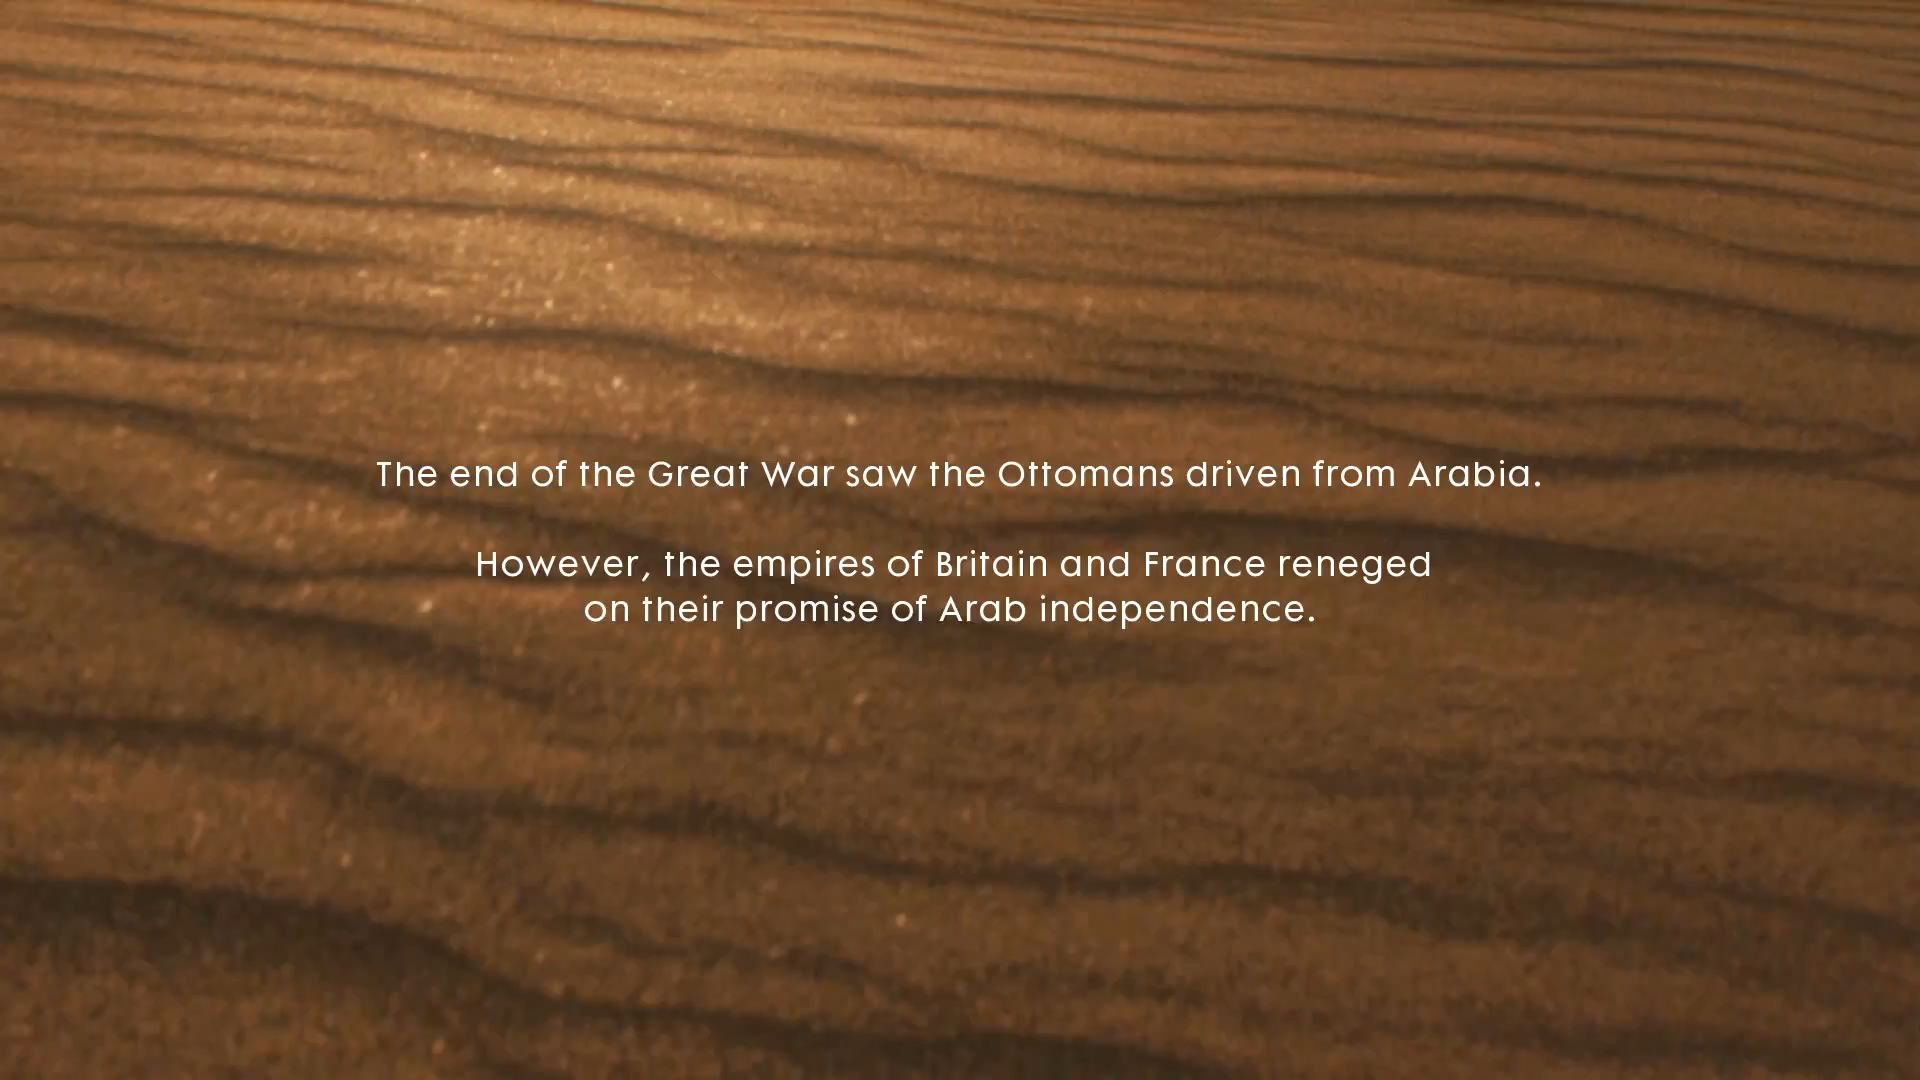 The end of the Great War saw the Ottomans driven from Arabia.
However, the empires of Britain and France reneged
on their promise of Arab independence.